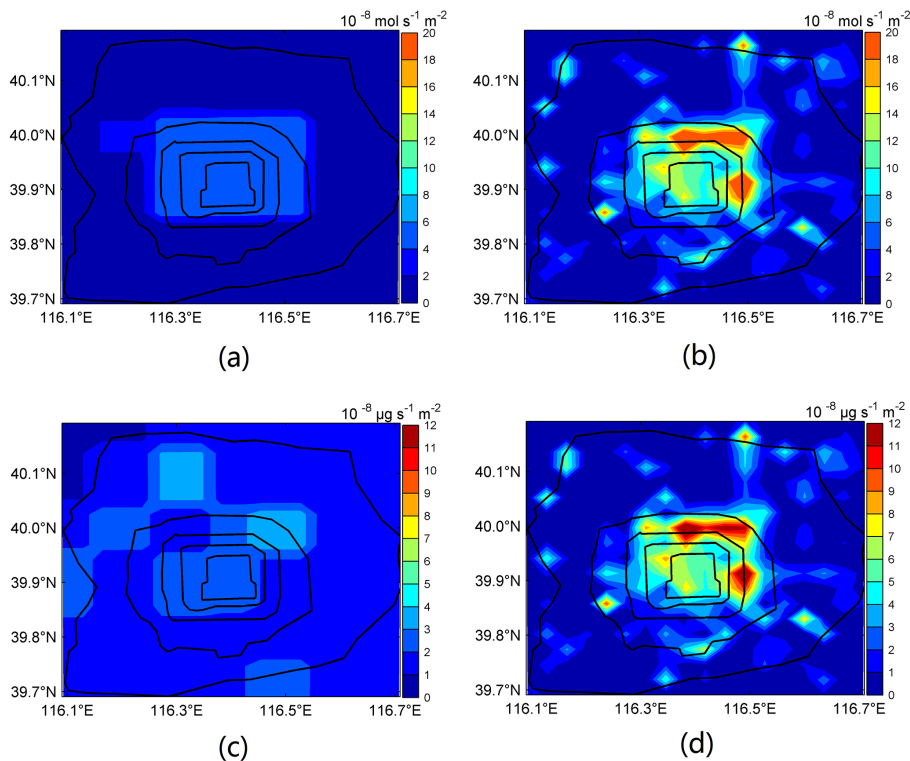 10 -8 mol s-1 m-2
10 -8 mol s-1 m-2
40.1°N
40.0°N
39.9°N
39.8°N
39.7°N
116.1°E 116.3°E 116.5°E 116.7°E
20
18
16
14
12
10
8
6
4
2
0
40.1°N
40.0°N
39.9°N
39.8°N
39.7°N
116.1°E 116.3°E 116.5°E 116.7°E
20
18
16
14
12
10
8
6
4
2
0
(a)
(b)
10 -8 µg s-1 m-2
10 -8 µg s-1 m-2
40.1°N
40.0°N
39.9°N
39.8°N
39.7°N
116.1°E 116.3°E 116.5°E 116.7°E
12
11
10
9
8
7
6
5
4
3
2
1
0
40.1°N
40.0°N
39.9°N
39.8°N
39.7°N
116.1°E 116.3°E 116.5°E 116.7°E
12
11
10
9
8
7
6
5
4
3
2
1
0
(c)
(d)